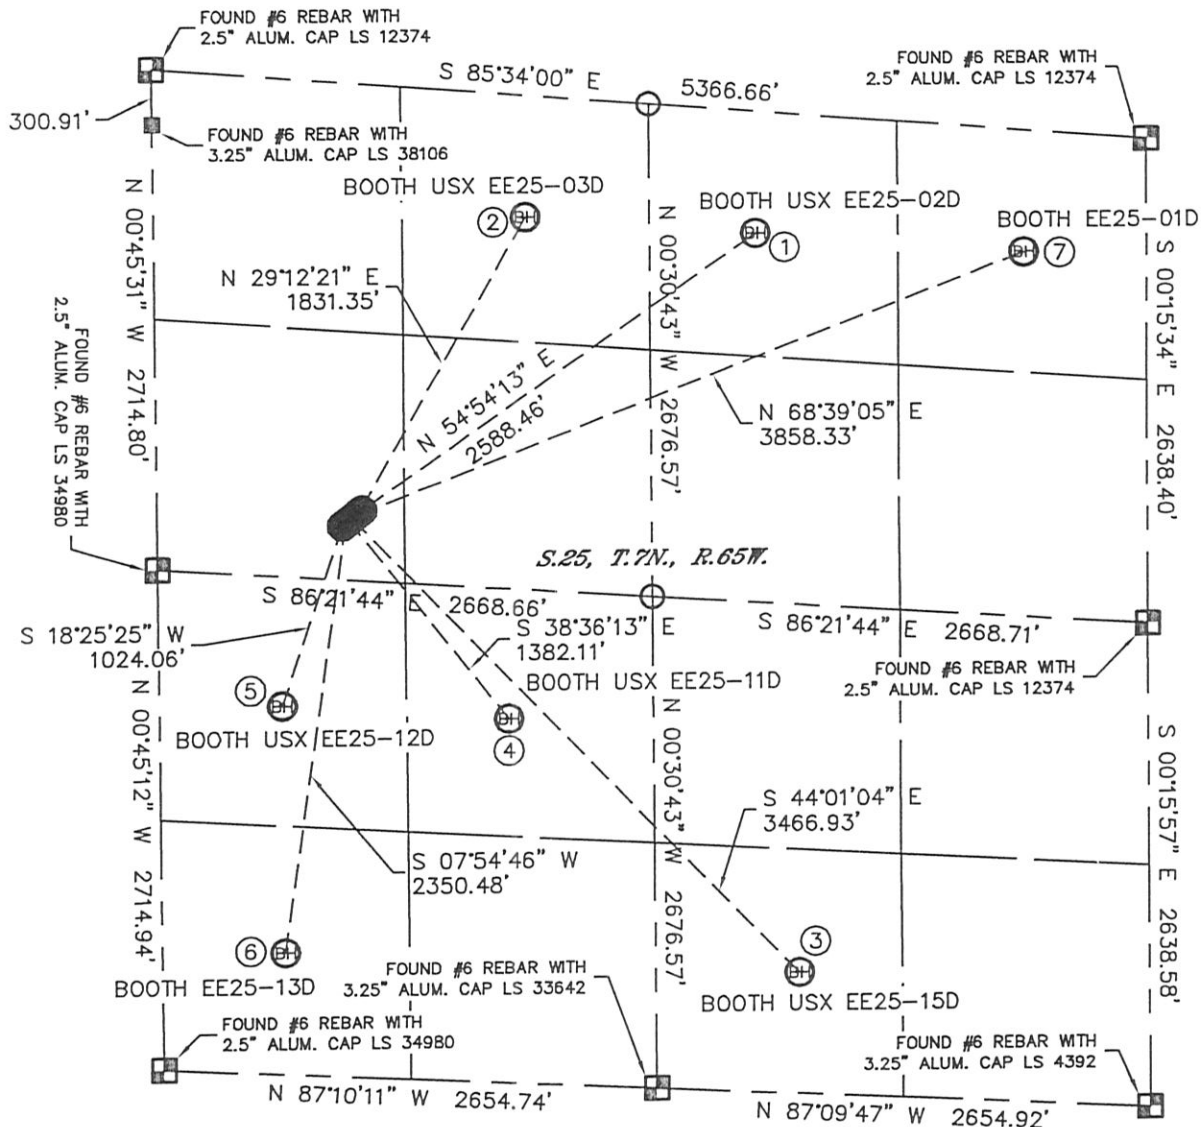 FOUND #6 REBAR WITH
2.5" ALUM. CAP LS 12374
S 85°34'00" E
5366.66'
FOUND #6 REBAR WITH
2.5" ALUM. CAP LS 12374
300.91'
FOUND #6 REBAR WITH
3.25" ALUM. CAP LS 38106
BOOTH USX EE25-03D
BH
2
BOOTH USX EE25-02D
BH
1
BOOTH EE25-01D
BH
7
N 00°45'31" W 2714.80'
N 29°12'21" E
1831.35'
N 00°30'43" W 2676.57'
S 00°15'34" E 2638.40'
FOUND #6 REBAR WITH
2.5" ALUM. CAP LS 34980
N 54°54'13" E
2588.46'
N 68°39'05" E
3858.33'
S.25, T.7N., R.65W.
S 86°21'44" E 2668.66'
S 86°21'44" E 2668.71'
S 18°25'25" W
1024.06'
S 38°36'13" E
1382.11'
BOOTH USX EE25-11D
FOUND #6 REBAR WITH
2.5" ALUM. CAP LS 12374
5
BH
BOOTH USX EE25-12D
BH
4
N 00°45'12" W 2714.94'
N 00°30'43" W 2676.57'
S 00°15'57" E 2638.58'
S 44°01'04" E
3466.93'
S 07°54'46" W
2350.48'
6
BH
BOOTH EE25-13D
3
BH
BOOTH USX EE25-15D
FOUND #6 REBAR WITH
3.25" ALUM. CAP LS 33642
FOUND #6 REBAR WITH
2.5" ALUM. CAP LS 34980
FOUND #6 REBAR WITH
3.25" ALUM. CAP LS 4392
N 87°10'11" W 2654.74'
N 87°09'47" W 2654.92'